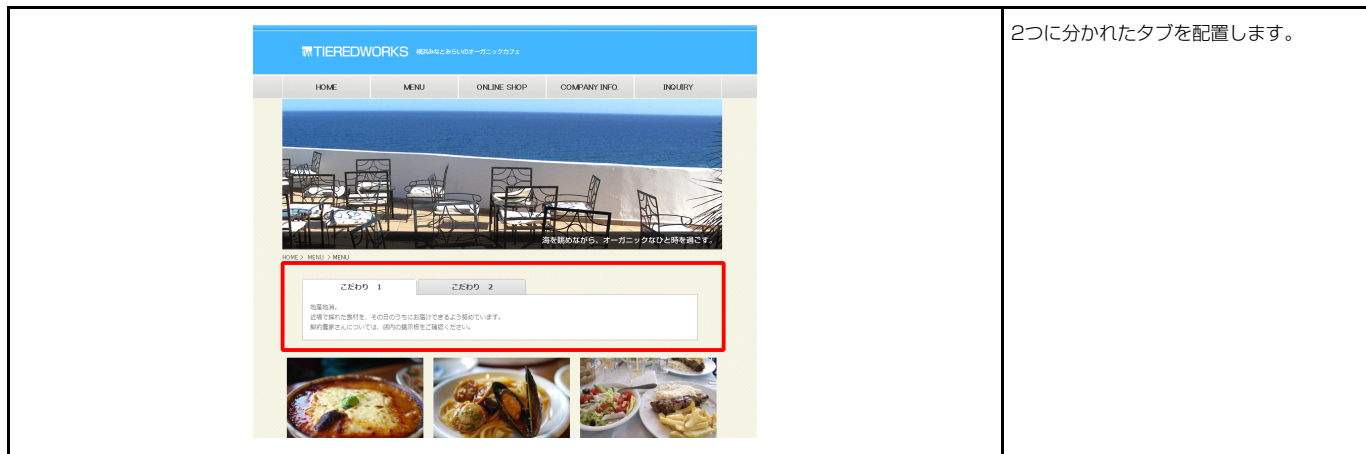 TIEREDWORKS 横浜みなとみらいのオーガニックカフェ
HOME MENU ONLINE SHOP COMPANY INFO. INQUIRY
海を眺めながら、オーガニックなひと時を過ごす。
HOME > MENU > MENU
こだわり 1 こだわり 2
地産地消。
近場で採れた食材を、その日のうちにお届けできるよう努めています。
契約農家さんについては、店内の掲示板をご確認ください。
2つに分かれたタブを配置します。